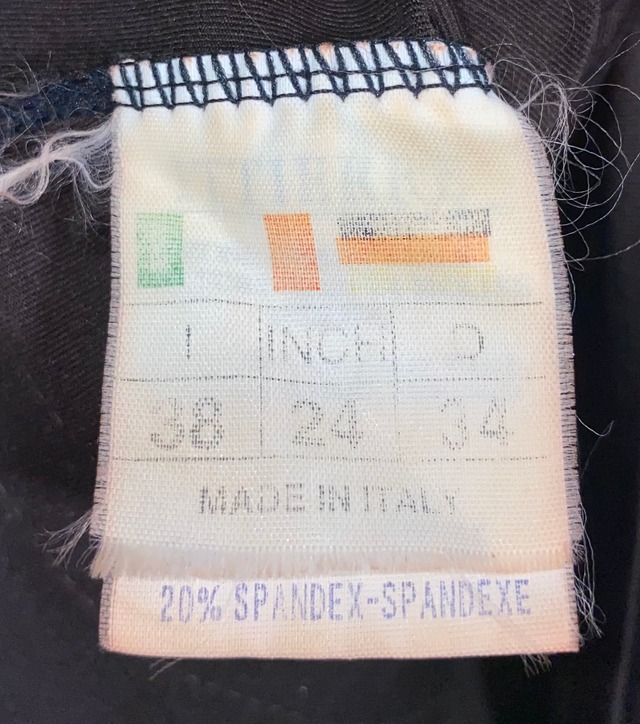 I INCH D
38 24 34
MADE IN ITALY
20% SPANDEX-SPANDEXE